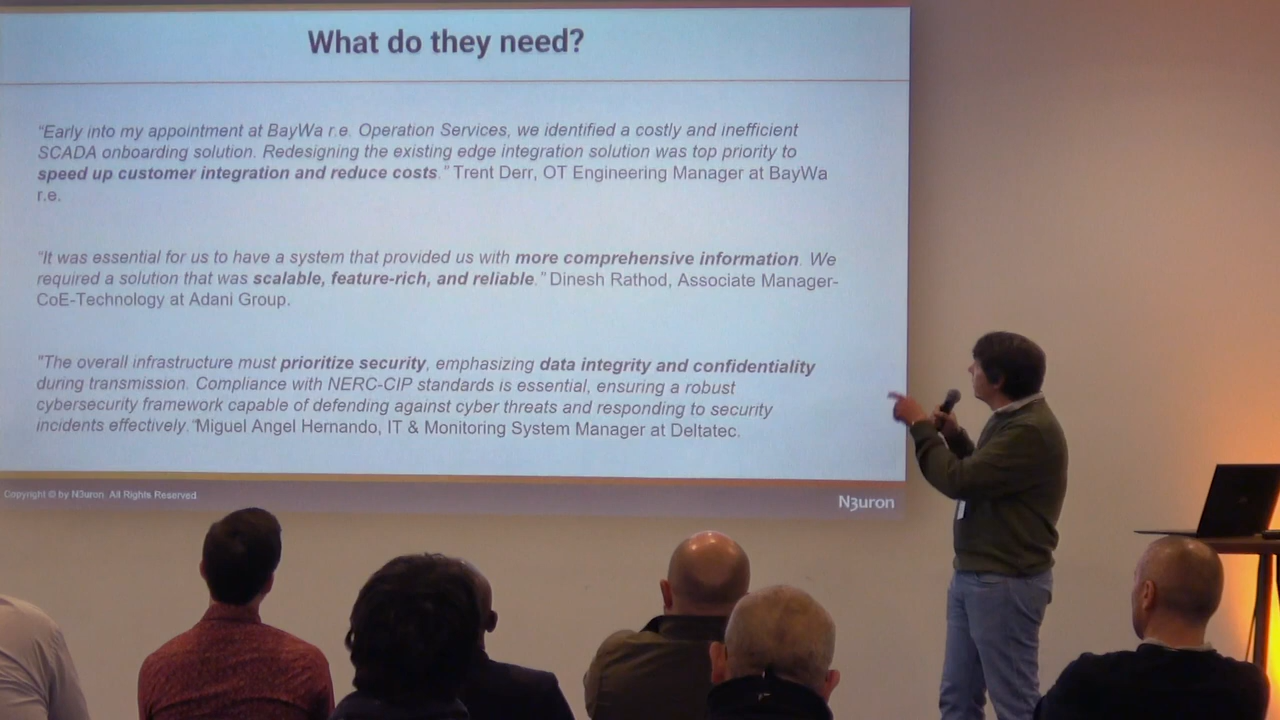 What do they need?
“Early into my appointment at BayWa r.e. Operation Services, we identified a costly and inefficient
SCADA onboarding solution. Redesigning the existing edge integration solution was top priority to
speed up customer integration and reduce costs.” Trent Derr, OT Engineering Manager at BayWa
r.e.
“It was essential for us to have a system that provided us with more comprehensive information. We
required a solution that was scalable, feature-rich, and reliable.” Dinesh Rathod, Associate Manager-
CoE-Technology at Adani Group.
"The overall infrastructure must prioritize security, emphasizing data integrity and confidentiality
during transmission. Compliance with NERC-CIP standards is essential, ensuring a robust
cybersecurity framework capable of defending against cyber threats and responding to security
incidents effectively.”Miguel Angel Hernando, IT & Monitoring System Manager at Deltatec.
Copyright © by N3uron All Rights Reserved
N3uron